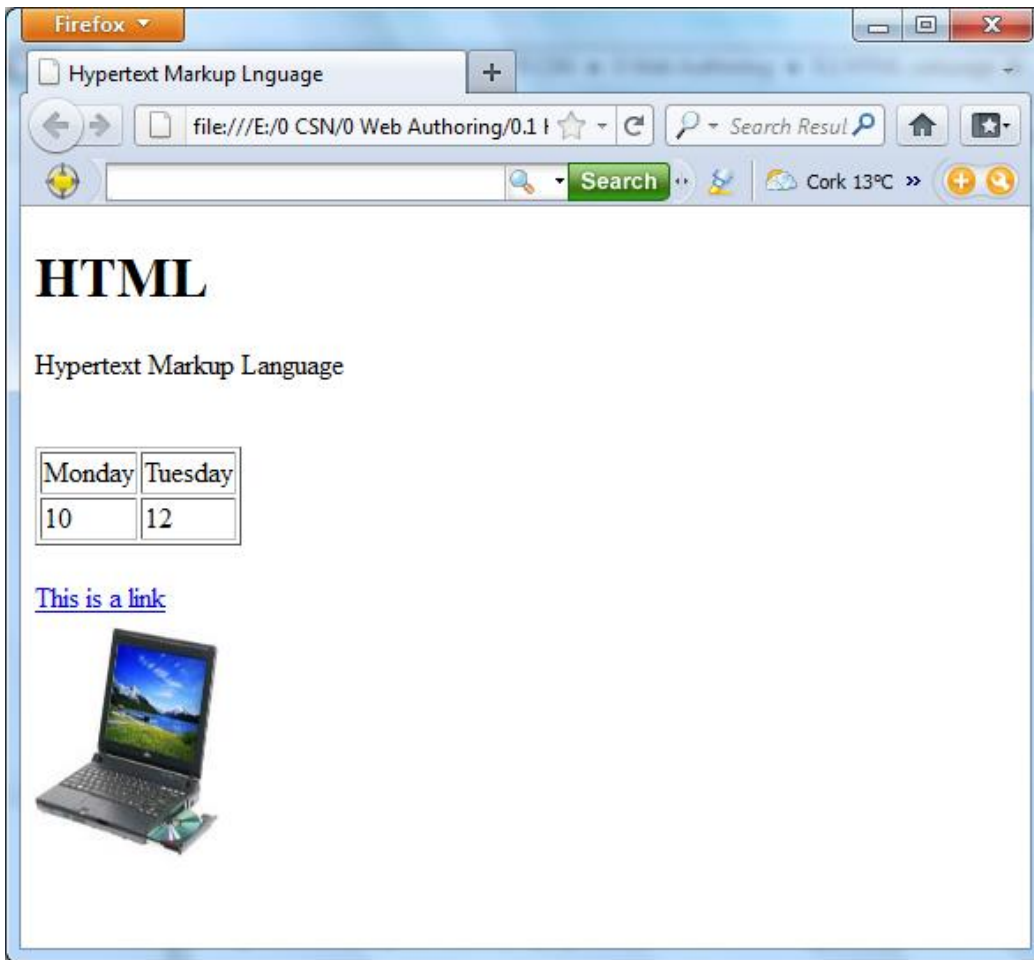 Firefox
Hypertext Markup Lnguage
file:///E:/0 CSN/0 Web Authoring/0.1
Search Resul
Search
Cork 13°C »
HTML
Hypertext Markup Language
Monday Tuesday
10 12
This is a link